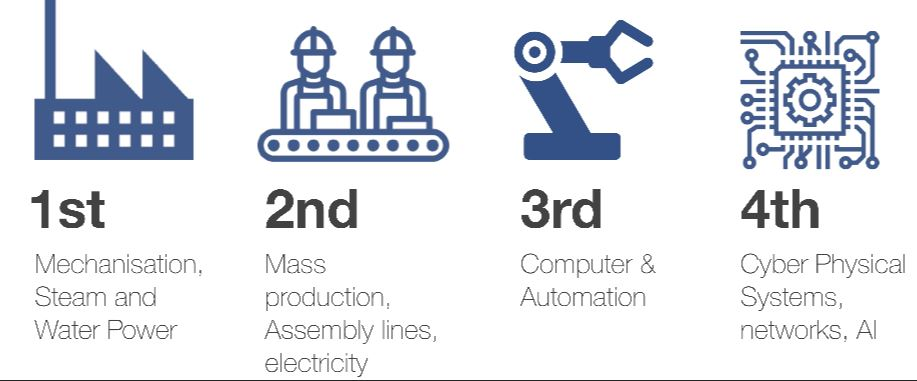 1st
Mechanisation,
Steam and
Water Power
2nd
Mass
production,
Assembly lines,
electricity
3rd
Computer &
Automation
4th
Cyber Physical
Systems,
networks, AI